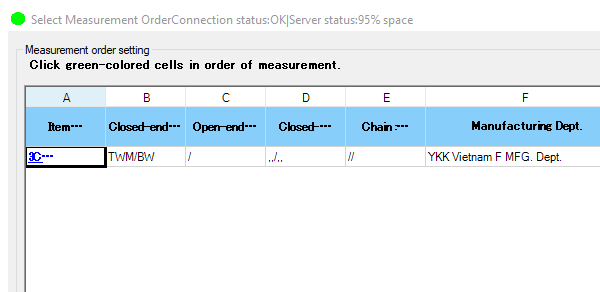 Select Measurement OrderConnection status:OK|Server status:95% space
Measurement order setting
Click green-colored cells in order of measurement.
A B C D E F
Item··· Closed-end··· Open-end··· Closed-··· Chain :··· Manufacturing Dept.
3C··· TWM/BW / ,,/,. // YKK Vietnam F MFG. Dept.